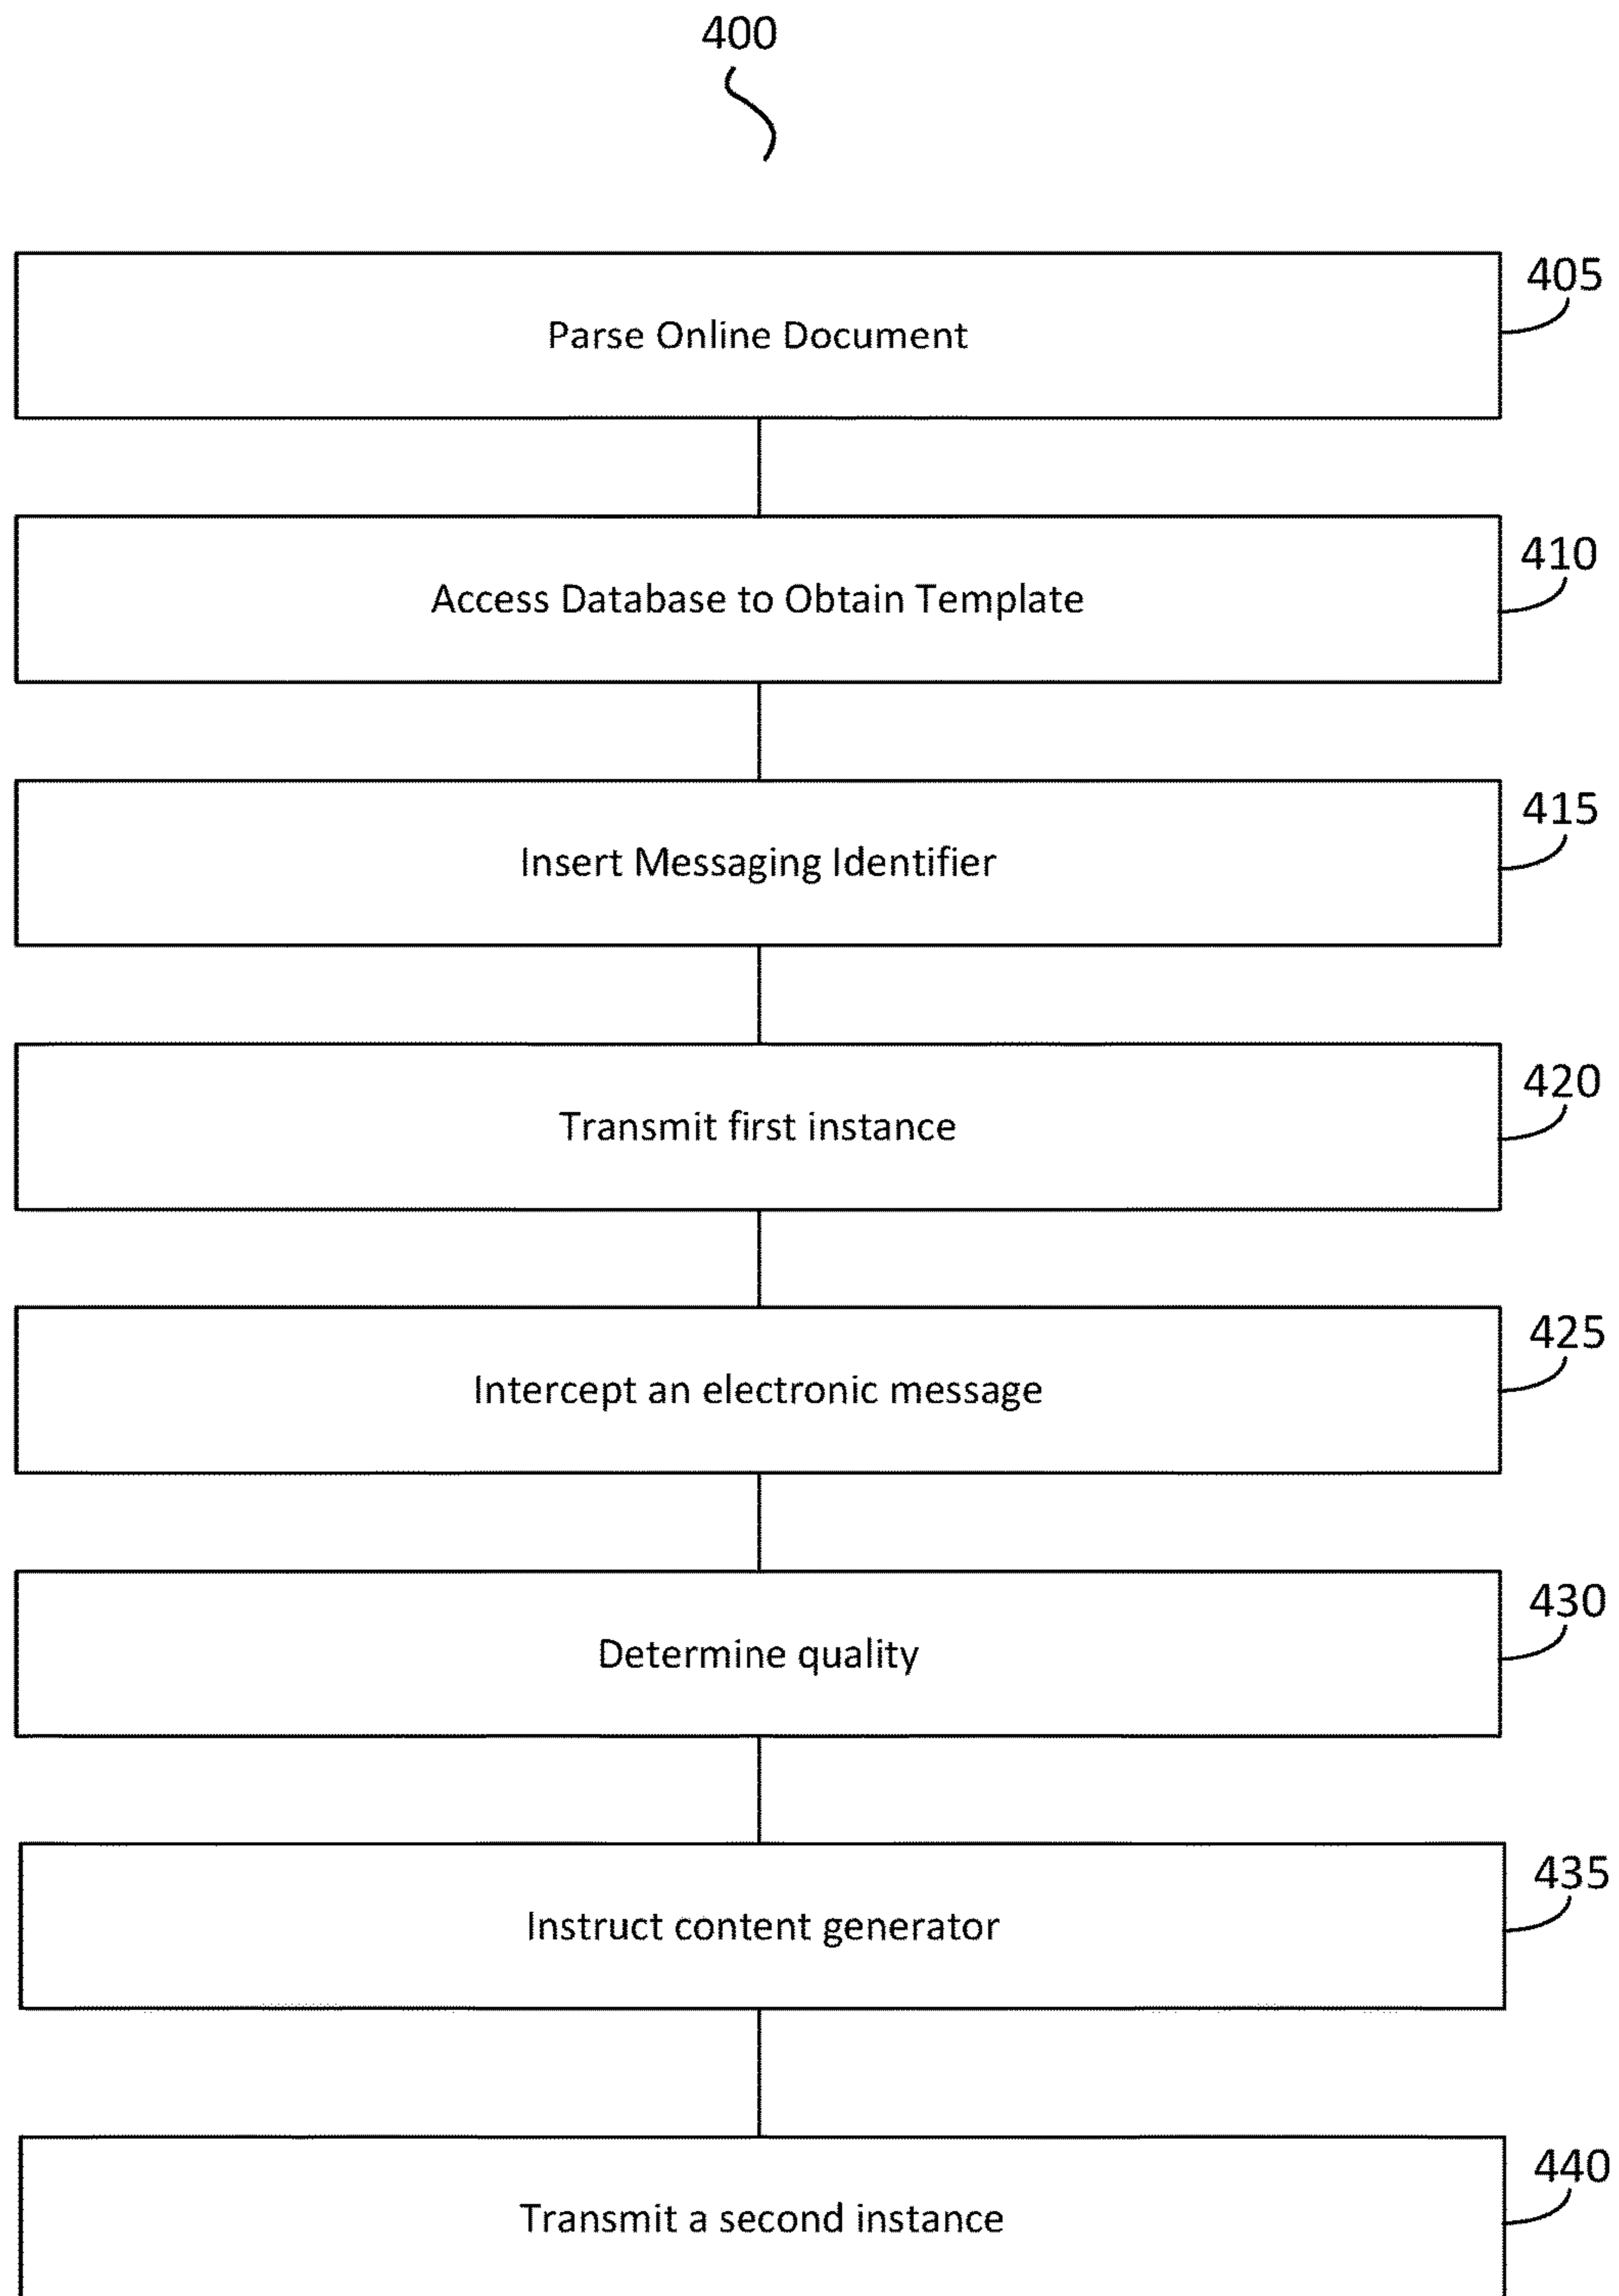 400
405
Parse Online Document
410
Access Database to Obtain Template
415
Insert Messaging Identifier
420
Transmit first instance
425
Intercept an electronic message
430
Determine quality
435
Instruct content generator
440
Transmit a second instance